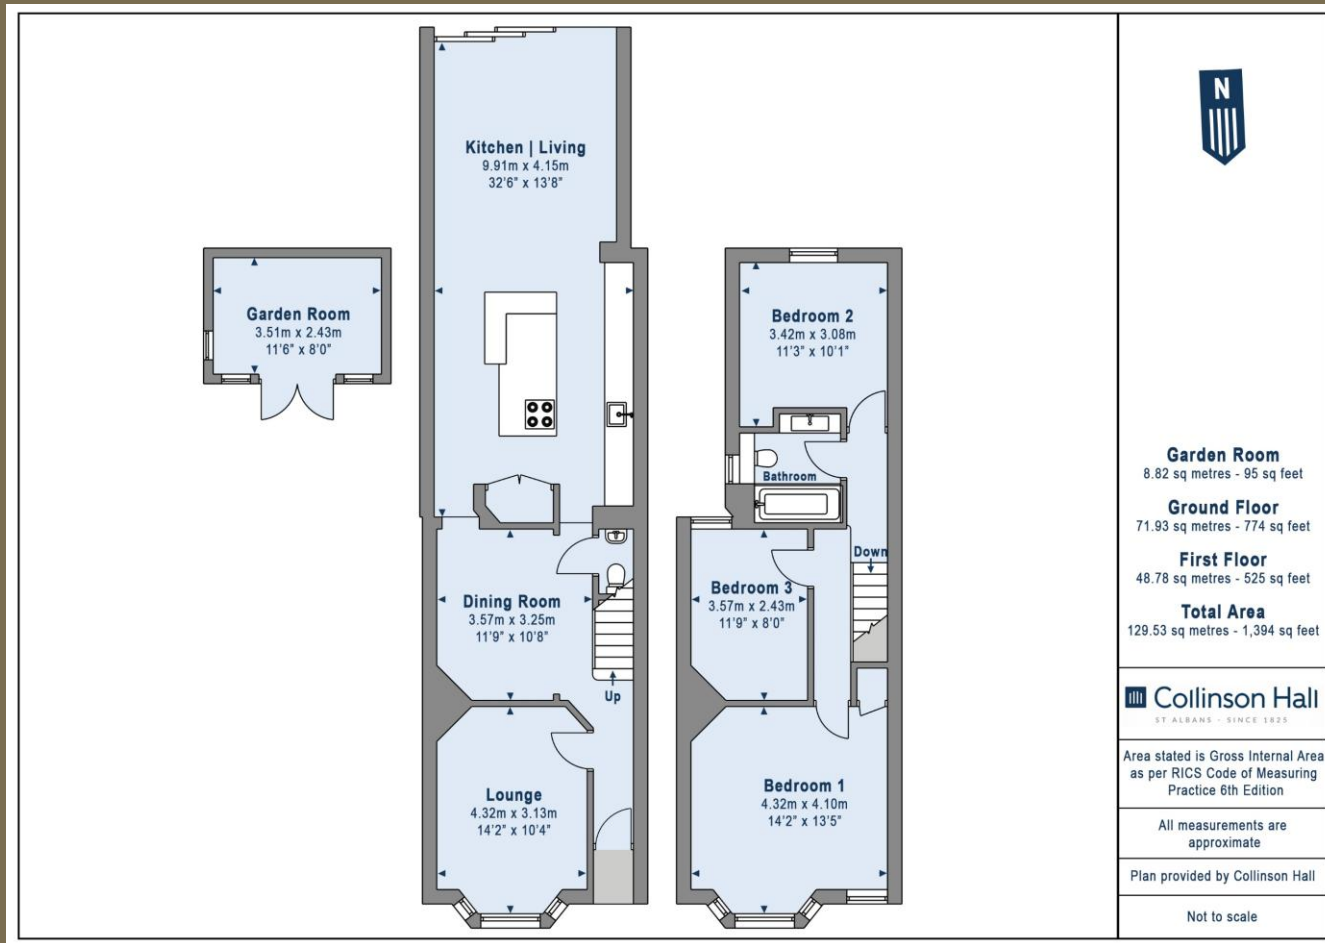 Kitchen | Living
9.91m x 4.15m
32'6" x 13'8"
Garden Room
3.51m x 2.43m
11'6" x 8'0"
Dining Room
3.57m x 3.25m
11'9" x 10'8"
Up
Lounge
4.32m x 3.13m
14'2" x 10'4"
Bedroom 2
3.42m x 3.08m
11'3" x 10'1"
Bathroom
Down
Bedroom 3
3.57m x 2.43m
11'9" x 8'0"
Bedroom 1
4.32m x 4.10m
14'2" x 13'5"
N
Garden Room
8.82 sq metres - 95 sq feet
Ground Floor
71.93 sq metres - 774 sq feet
First Floor
48.78 sq metres - 525 sq feet
Total Area
129.53 sq metres - 1,394 sq feet
Collinson Hall
ST ALBANS - SINCE 1825
Area stated is Gross Internal Area
as per RICS Code of Measuring
Practice 6th Edition
All measurements are
approximate
Plan provided by Collinson Hall
Not to scale